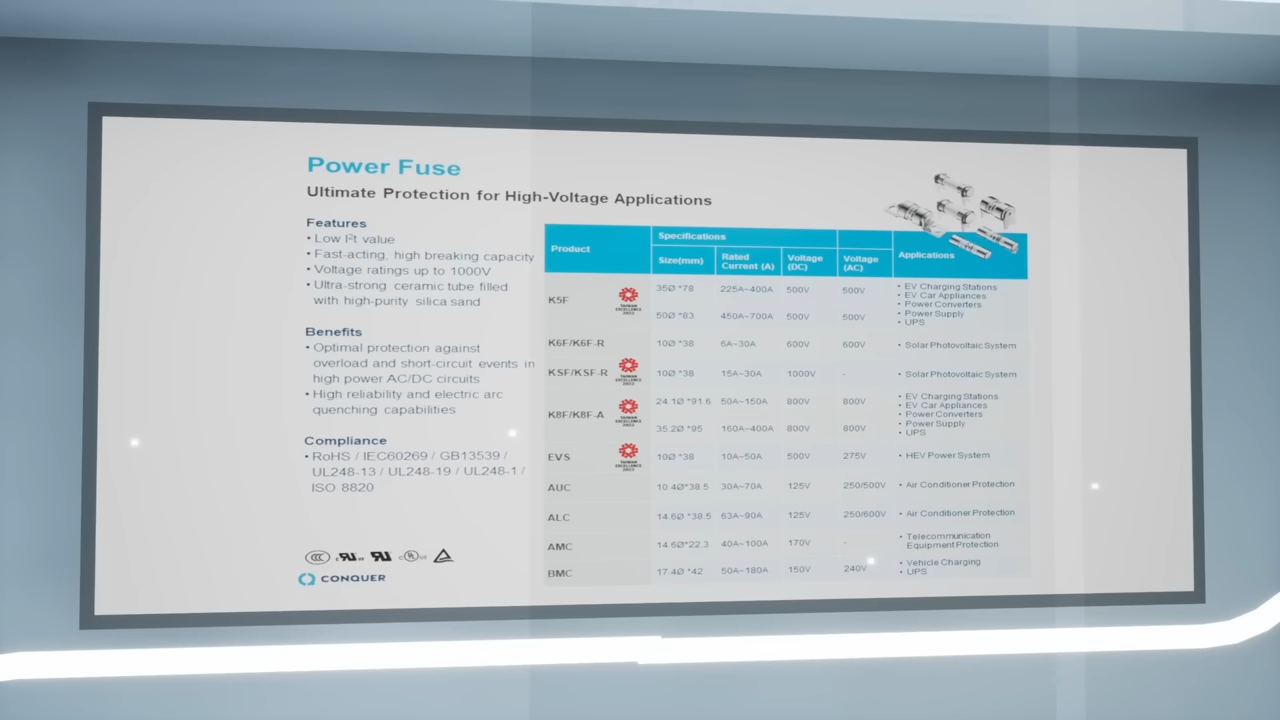 Power Fuse
Ultimate Protection for High-Voltage Applications
Features
• Low I²t value
• Fast-acting, high breaking capacity
• Voltage ratings up to 1000V
• Ultra-strong ceramic tube filled
with high-purity silica sand
Benefits
• Optimal protection against
overload and short-circuit events in
high power AC/DC circuits
• High reliability and electric arc
quenching capabilities
Compliance
• RoHS / IEC60269 / GB13539 /
UL248-13 / UL248-19 / UL248-1 /
ISO 8820
CONQUER
Product Specifications Applications
Size(mm) Rated Current (A) Voltage (DC) Voltage (AC)
K5F 35Ø *78 225A~400A 500V 500V
50Ø *83 450A~700A 500V 500V
• EV Charging Stations
• EV Car Appliances
• Power Converters
• Power Supply
• UPS
K6F/K6F-R 10Ø *38 6A~30A 600V 600V • Solar Photovoltaic System
KSF/KSF-R 10Ø *38 15A~30A 1000V - • Solar Photovoltaic System
K8F/K8F-A 24.1Ø *91.6 50A~150A 800V 800V
35.2Ø *95 160A~400A 800V 800V
• EV Charging Stations
• EV Car Appliances
• Power Converters
• Power Supply
• UPS
EVS 10Ø *38 10A~50A 500V 275V • HEV Power System
AUC 10.4Ø*38.5 30A~70A 125V 250/500V • Air Conditioner Protection
ALC 14.6Ø *38.5 63A~90A 125V 250/600V • Air Conditioner Protection
AMC 14.6Ø*22.3 40A~100A 170V - • Telecommunication
Equipment Protection
BMC 17.4Ø *42 50A~180A 150V 240V • Vehicle Charging
• UPS